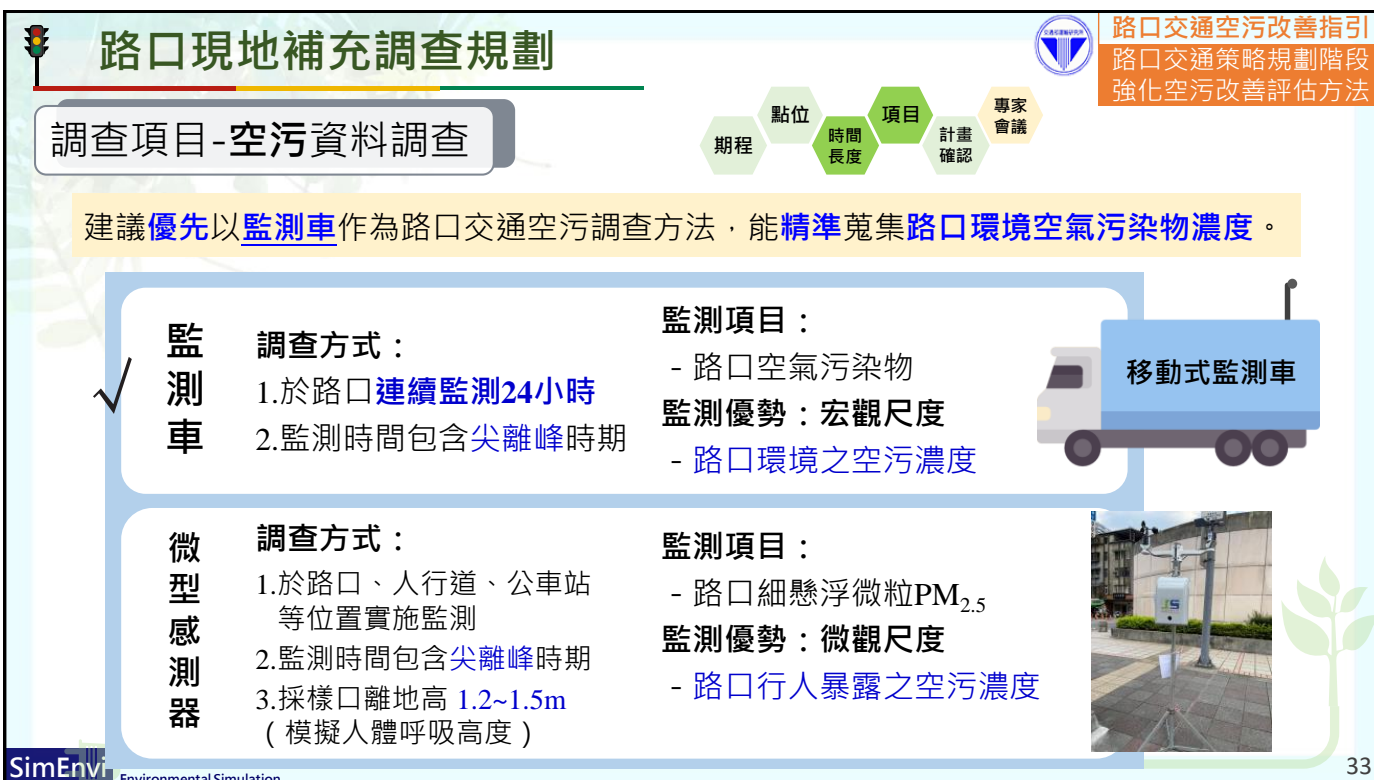 路口現地補充調查規劃
路口交通空污改善指引
路口交通策略規劃階段
強化空污改善評估方法
調查項目-空污資料調查
期程
點位
時間
長度
項目
計畫
確認
專家
會議
建議優先以監測車作為路口交通空污調查方法，能精準蒐集路口環境空氣污染物濃度。
√
監測車
調查方式：
1.於路口連續監測24小時
2.監測時間包含尖離峰時期
監測項目：
- 路口空氣污染物
監測優勢：宏觀尺度
- 路口環境之空污濃度
移動式監測車
微型感測器
調查方式：
1.於路口、人行道、公車站
等位置實施監測
2.監測時間包含尖離峰時期
3.採樣口離地高 1.2~1.5m
（模擬人體呼吸高度）
監測項目：
- 路口細懸浮微粒PM2.5
監測優勢：微觀尺度
- 路口行人暴露之空污濃度
JS
SimEnvi
Environmental Simulation
33